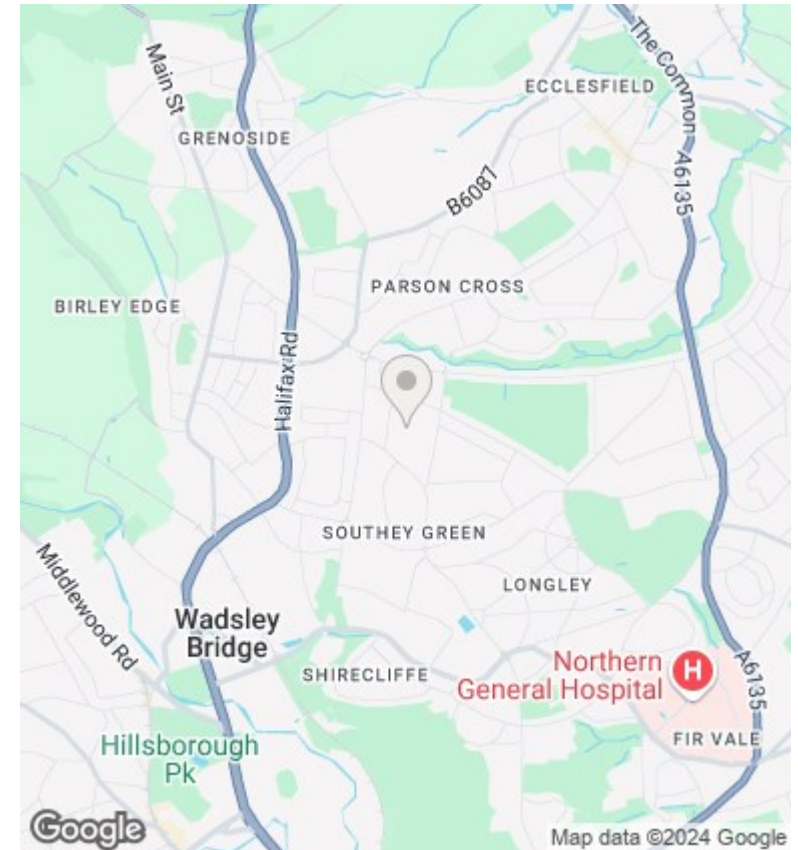 Main St
The Common
ECCLESFIELD
GRENOSIDE
A6135
B6087
PARSON CROSS
BIRLEY EDGE
Halifax Rd
SOUTHEY GREEN
Middlewood Rd
LONGLEY
Wadsley
Bridge
SHIRECLIFFE
Northern
General Hospital
H
A6135
FIR VALE
Hillsborough
Pk
Google
Map data ©2024 Google